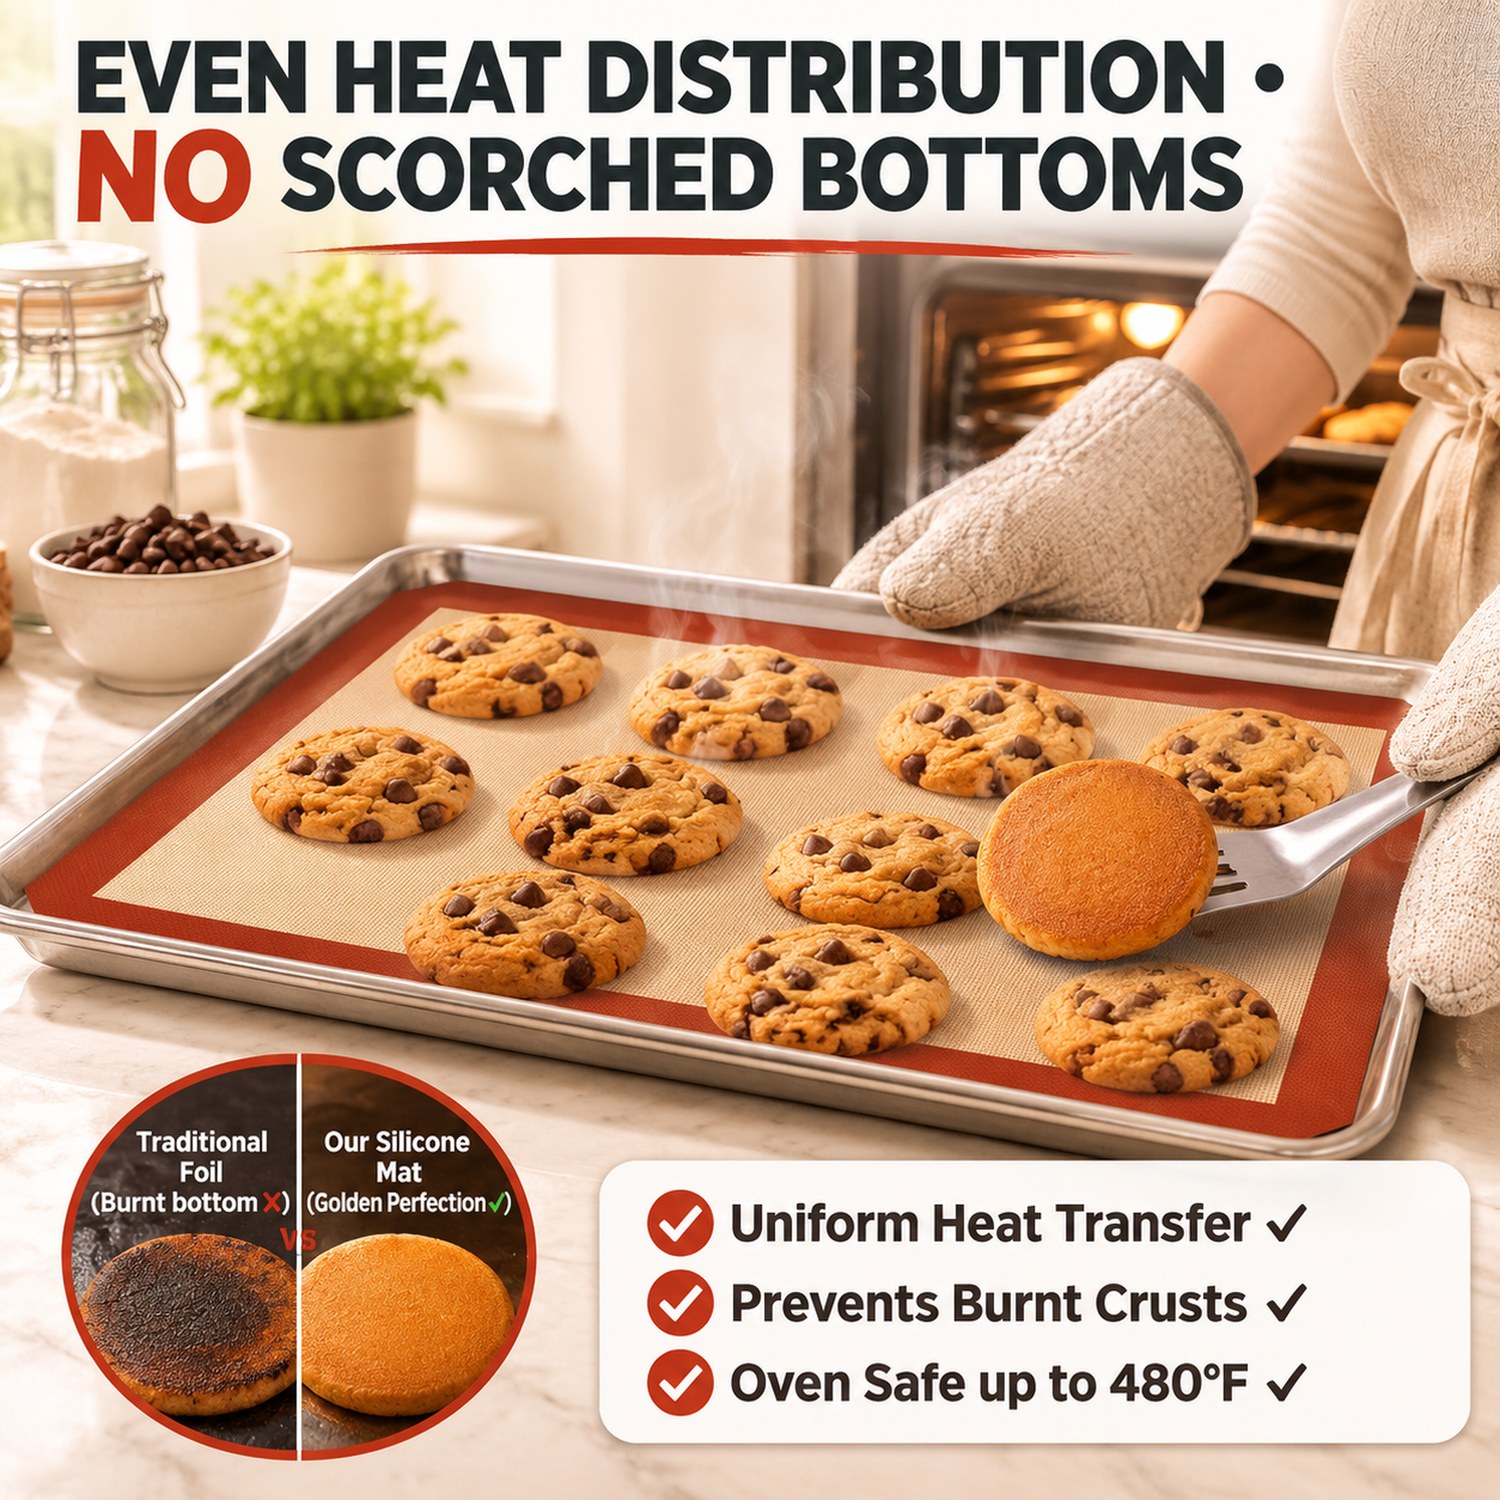 EVEN HEAT DISTRIBUTION •
NO SCORCHED BOTTOMS
Traditional
Foil
(Burnt bottom ✗)
Our Silicone
Mat
(Golden Perfection ✓)
VS
✓ Uniform Heat Transfer ✓
✓ Prevents Burnt Crusts ✓
✓ Oven Safe up to 480°F ✓